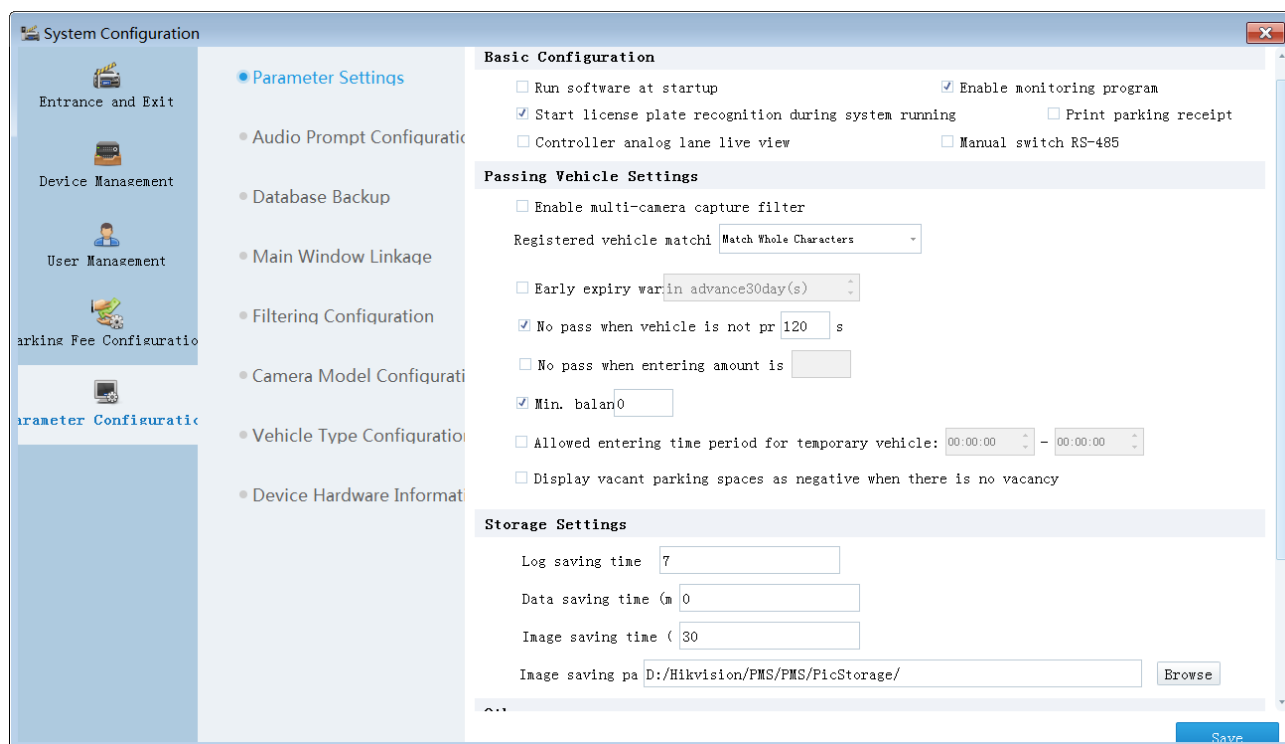 System Configuration
Entrance and Exit
Device Management
User Management
arking Fee Configuratio
arameter Configuratic
Parameter Settings
Audio Prompt Configuratic
Database Backup
Main Window Linkage
Filtering Configuration
Camera Model Configurati
Vehicle Type Configuration
Device Hardware Informati
Basic Configuration
Run software at startup
Enable monitoring program
Start license plate recognition during system running
Print parking receipt
Controller analog lane live view
Manual switch RS-485
Passing Vehicle Settings
Enable multi-camera capture filter
Registered vehicle matchi Match Whole Characters
Early expiry war in advance30day(s)
No pass when vehicle is not pr 120 s
No pass when entering amount is
Min. balan 0
Allowed entering time period for temporary vehicle: 00:00:00 - 00:00:00
Display vacant parking spaces as negative when there is no vacancy
Storage Settings
Log saving time 7
Data saving time (m 0
Image saving time ( 30
Image saving pa D:/Hikvision/PMS/PMS/PicStorage/ Browse
Save